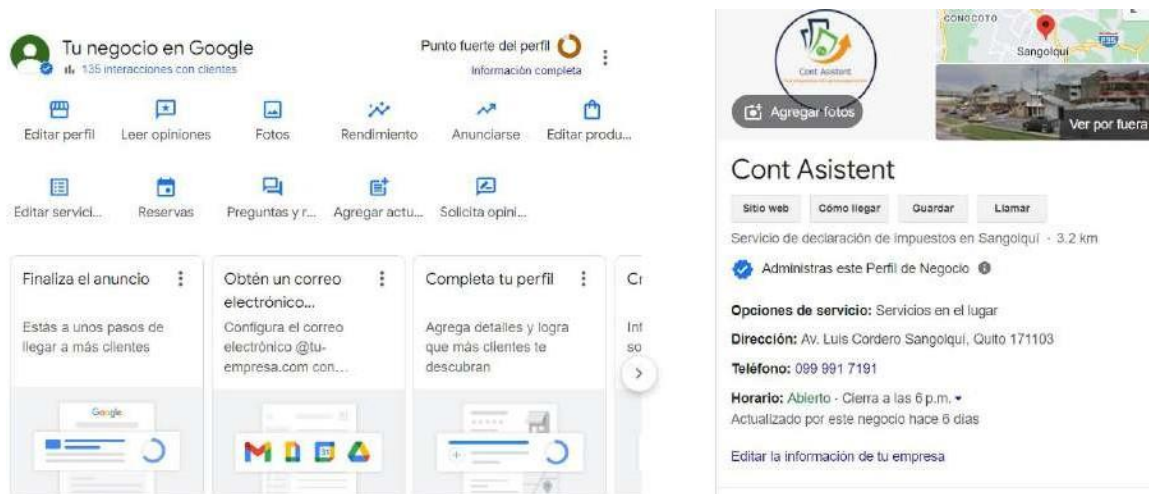 Tu negocio en Google
135 interacciones con clientes
Punto fuerte del perfil
Información completa
Editar perfil
Leer opiniones
Fotos
Rendimiento
Anunciarse
Editar produ...
Editar servici...
Reservas
Preguntas y r...
Agregar actu...
Solicita opini...
Finaliza el anuncio
Estás a unos pasos de
llegar a más clientes
Google
Obtén un correo
electrónico...
Configura el correo
electrónico @tu-
empresa.com con...
31
Completa tu perfil
Agrega detalles y logra
que más clientes te
descubran
Cr
Inf
so
Cont Asistent
Agregar fotos
CONOCOTO
Sangolquí
E35
Ver por fuera
Cont Asistent
Sitio web
Cómo llegar
Guardar
Llamar
Servicio de declaración de impuestos en Sangolquí · 3.2 km
Administras este Perfil de Negocio
Opciones de servicio: Servicios en el lugar
Dirección: Av. Luis Cordero Sangolquí, Quito 171103
Teléfono: 099 991 7191
Horario: Abierto · Cierra a las 6 p.m.
Actualizado por este negocio hace 6 días
Editar la información de tu empresa